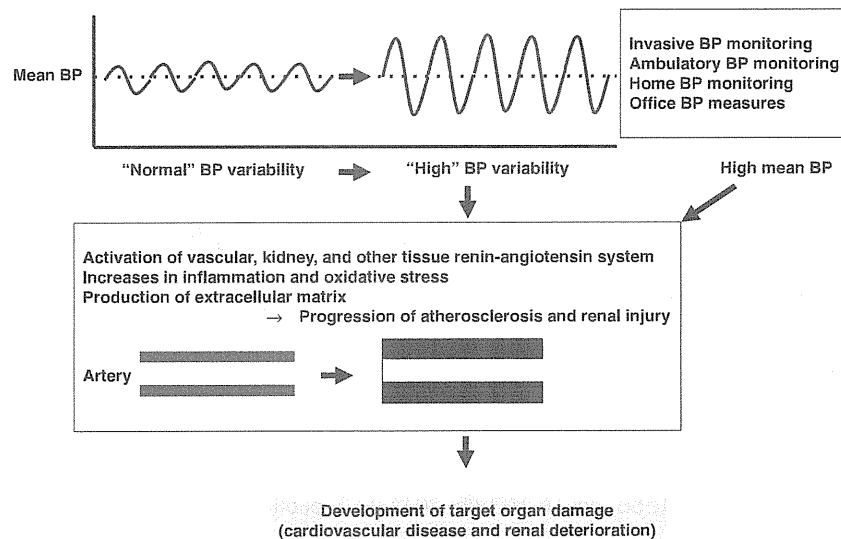 Mean BP
Invasive BP monitoring
Ambulatory BP monitoring
Home BP monitoring
Office BP measures
“Normal” BP variability
“High” BP variability
High mean BP
Activation of vascular, kidney, and other tissue renin-angiotensin system
Increases in inflammation and oxidative stress
Production of extracellular matrix
→ Progression of atherosclerosis and renal injury
Artery
Development of target organ damage
(cardiovascular disease and renal deterioration)